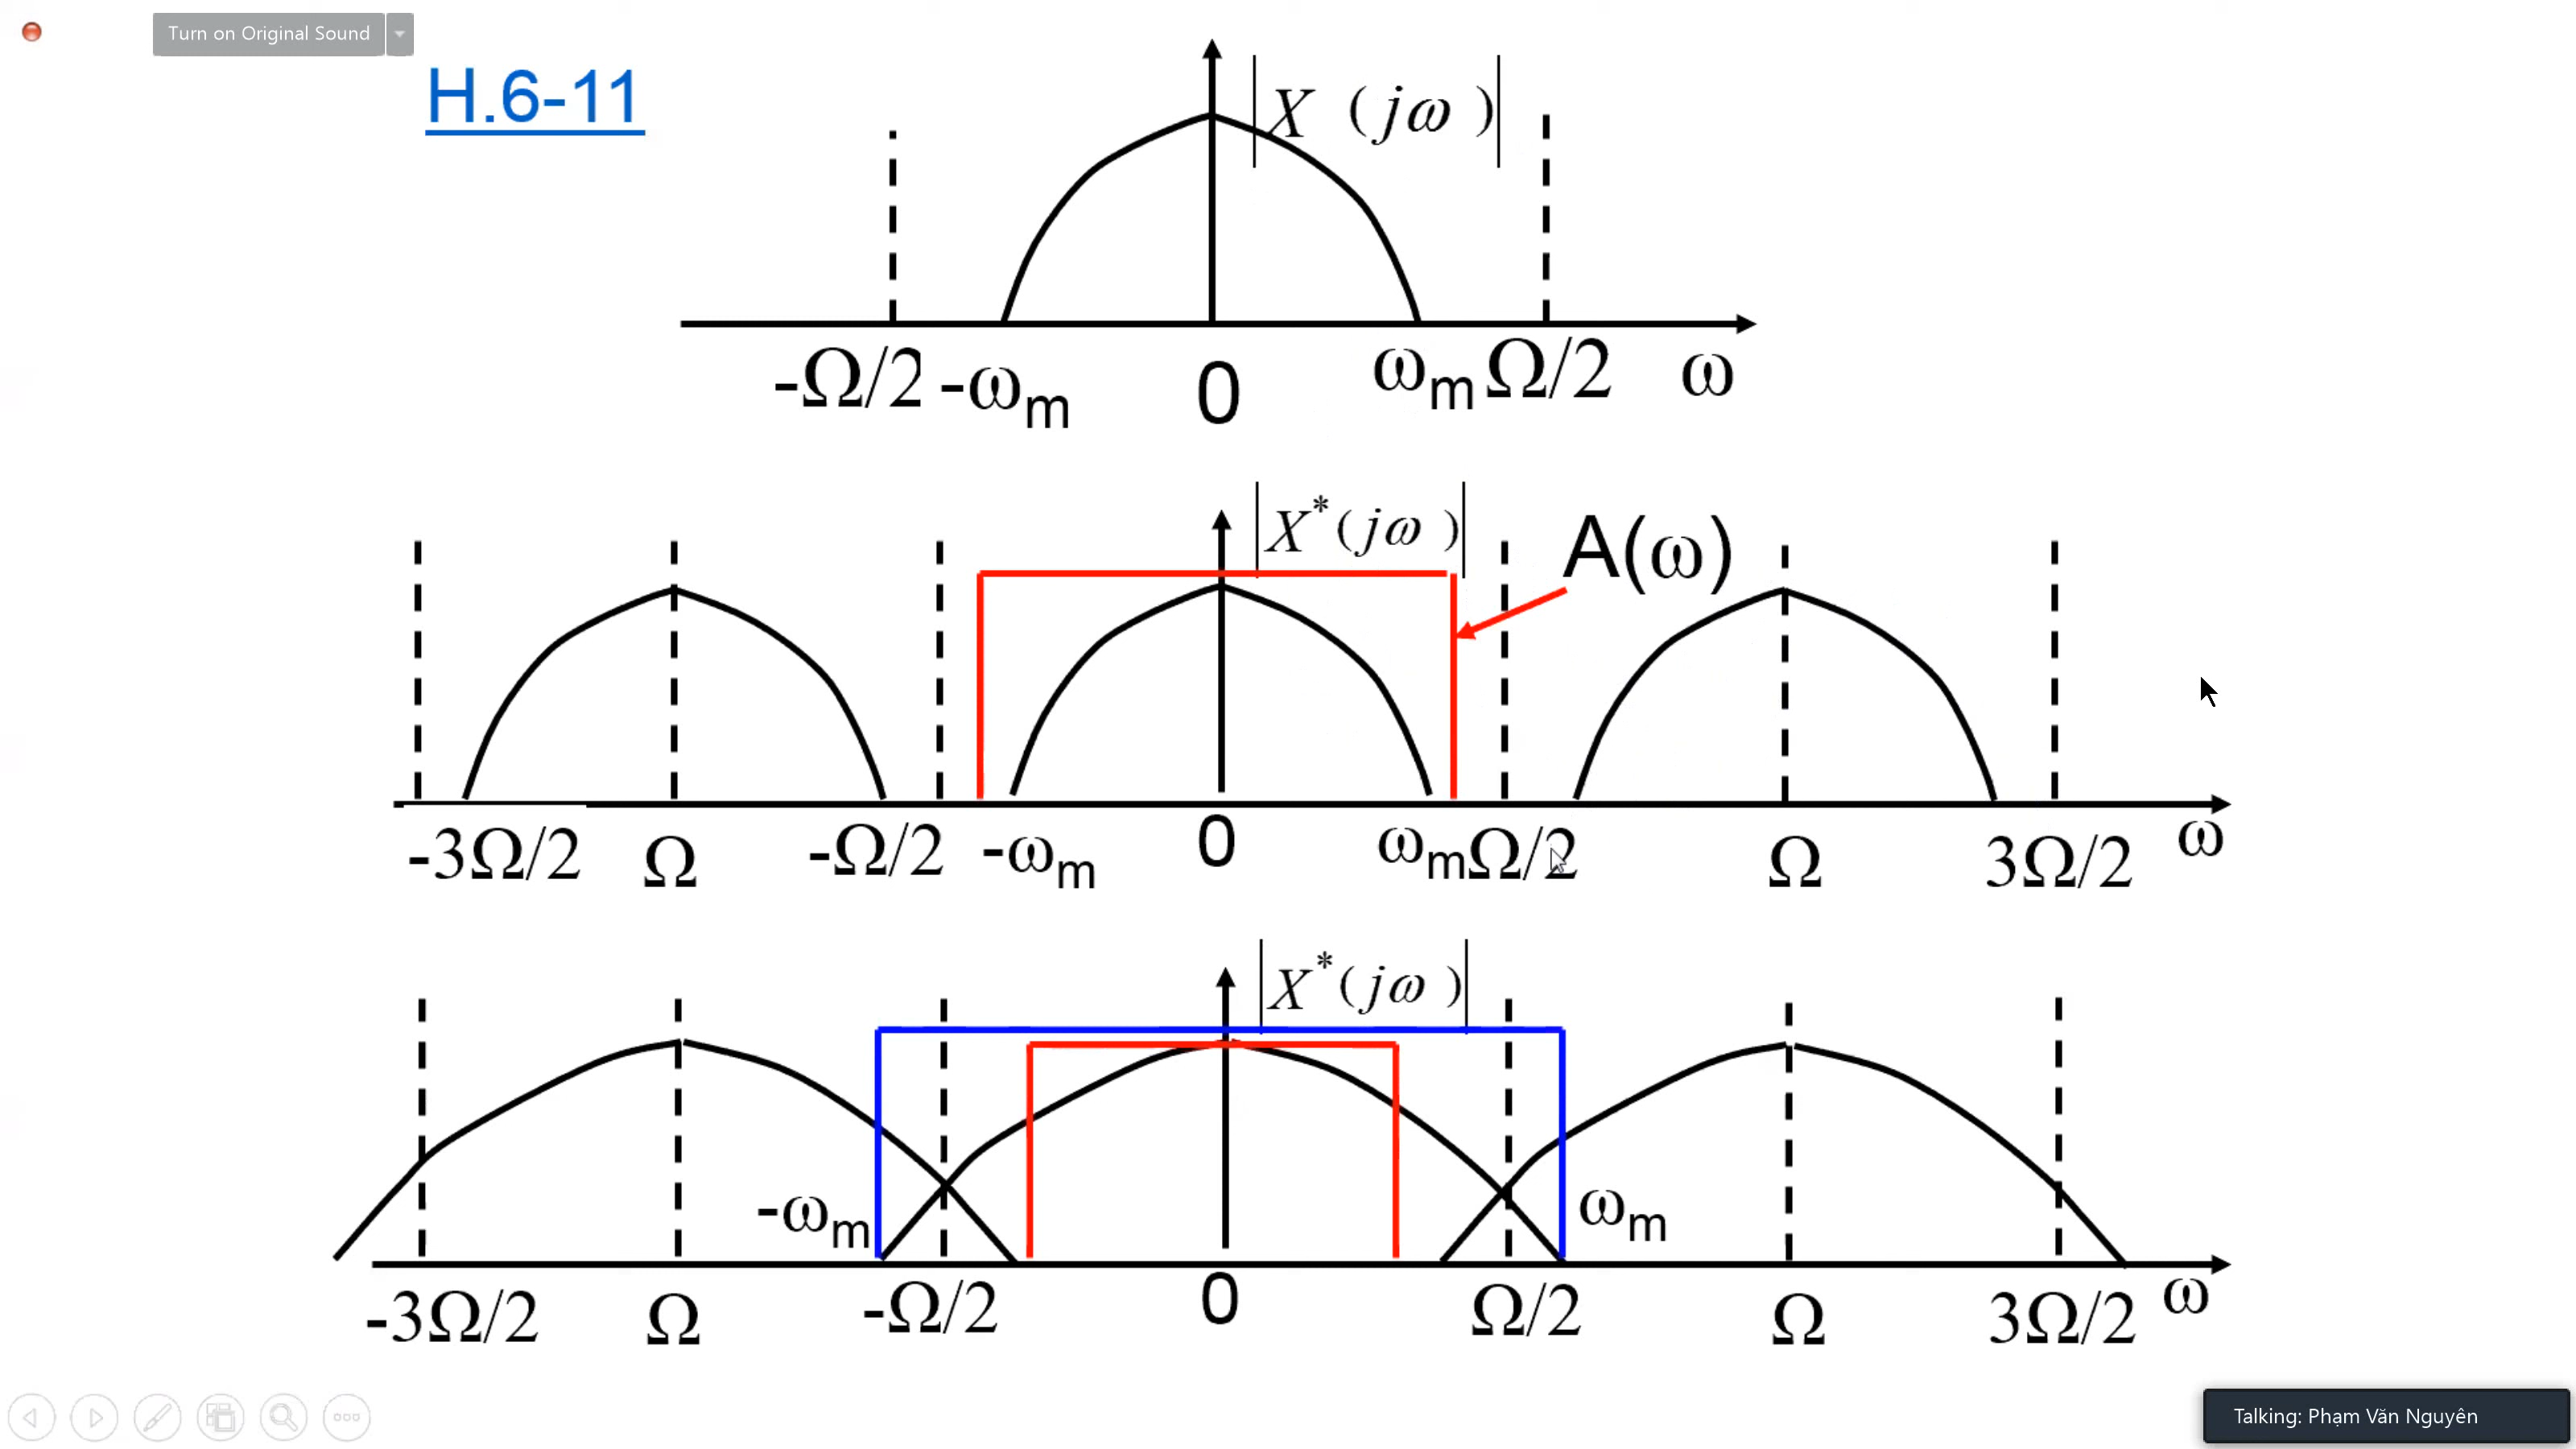 Turn on Original Sound
H.6-11
|X (jω )|
-Ω/2 -ωm 0 ωm Ω/2 ω
|X*(jω )| A(ω)
-3Ω/2 Ω -Ω/2 -ωm 0 ωm Ω/2 Ω 3Ω/2 ω
|X*(jω )|
-ωm ωm
-3Ω/2 Ω -Ω/2 0 Ω/2 Ω 3Ω/2 ω
Talking: Phạm Văn Nguyên